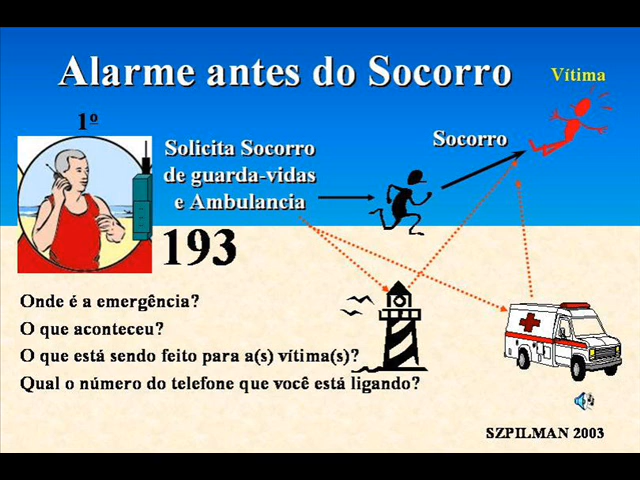 Alarme antes do Socorro
Vítima
1º
Solicita Socorro
de guarda-vidas
e Ambulancia
Socorro
193
Onde é a emergência?
O que aconteceu?
O que está sendo feito para a(s) vítima(s)?
Qual o número do telefone que você está ligando?
SZPILMAN 2003